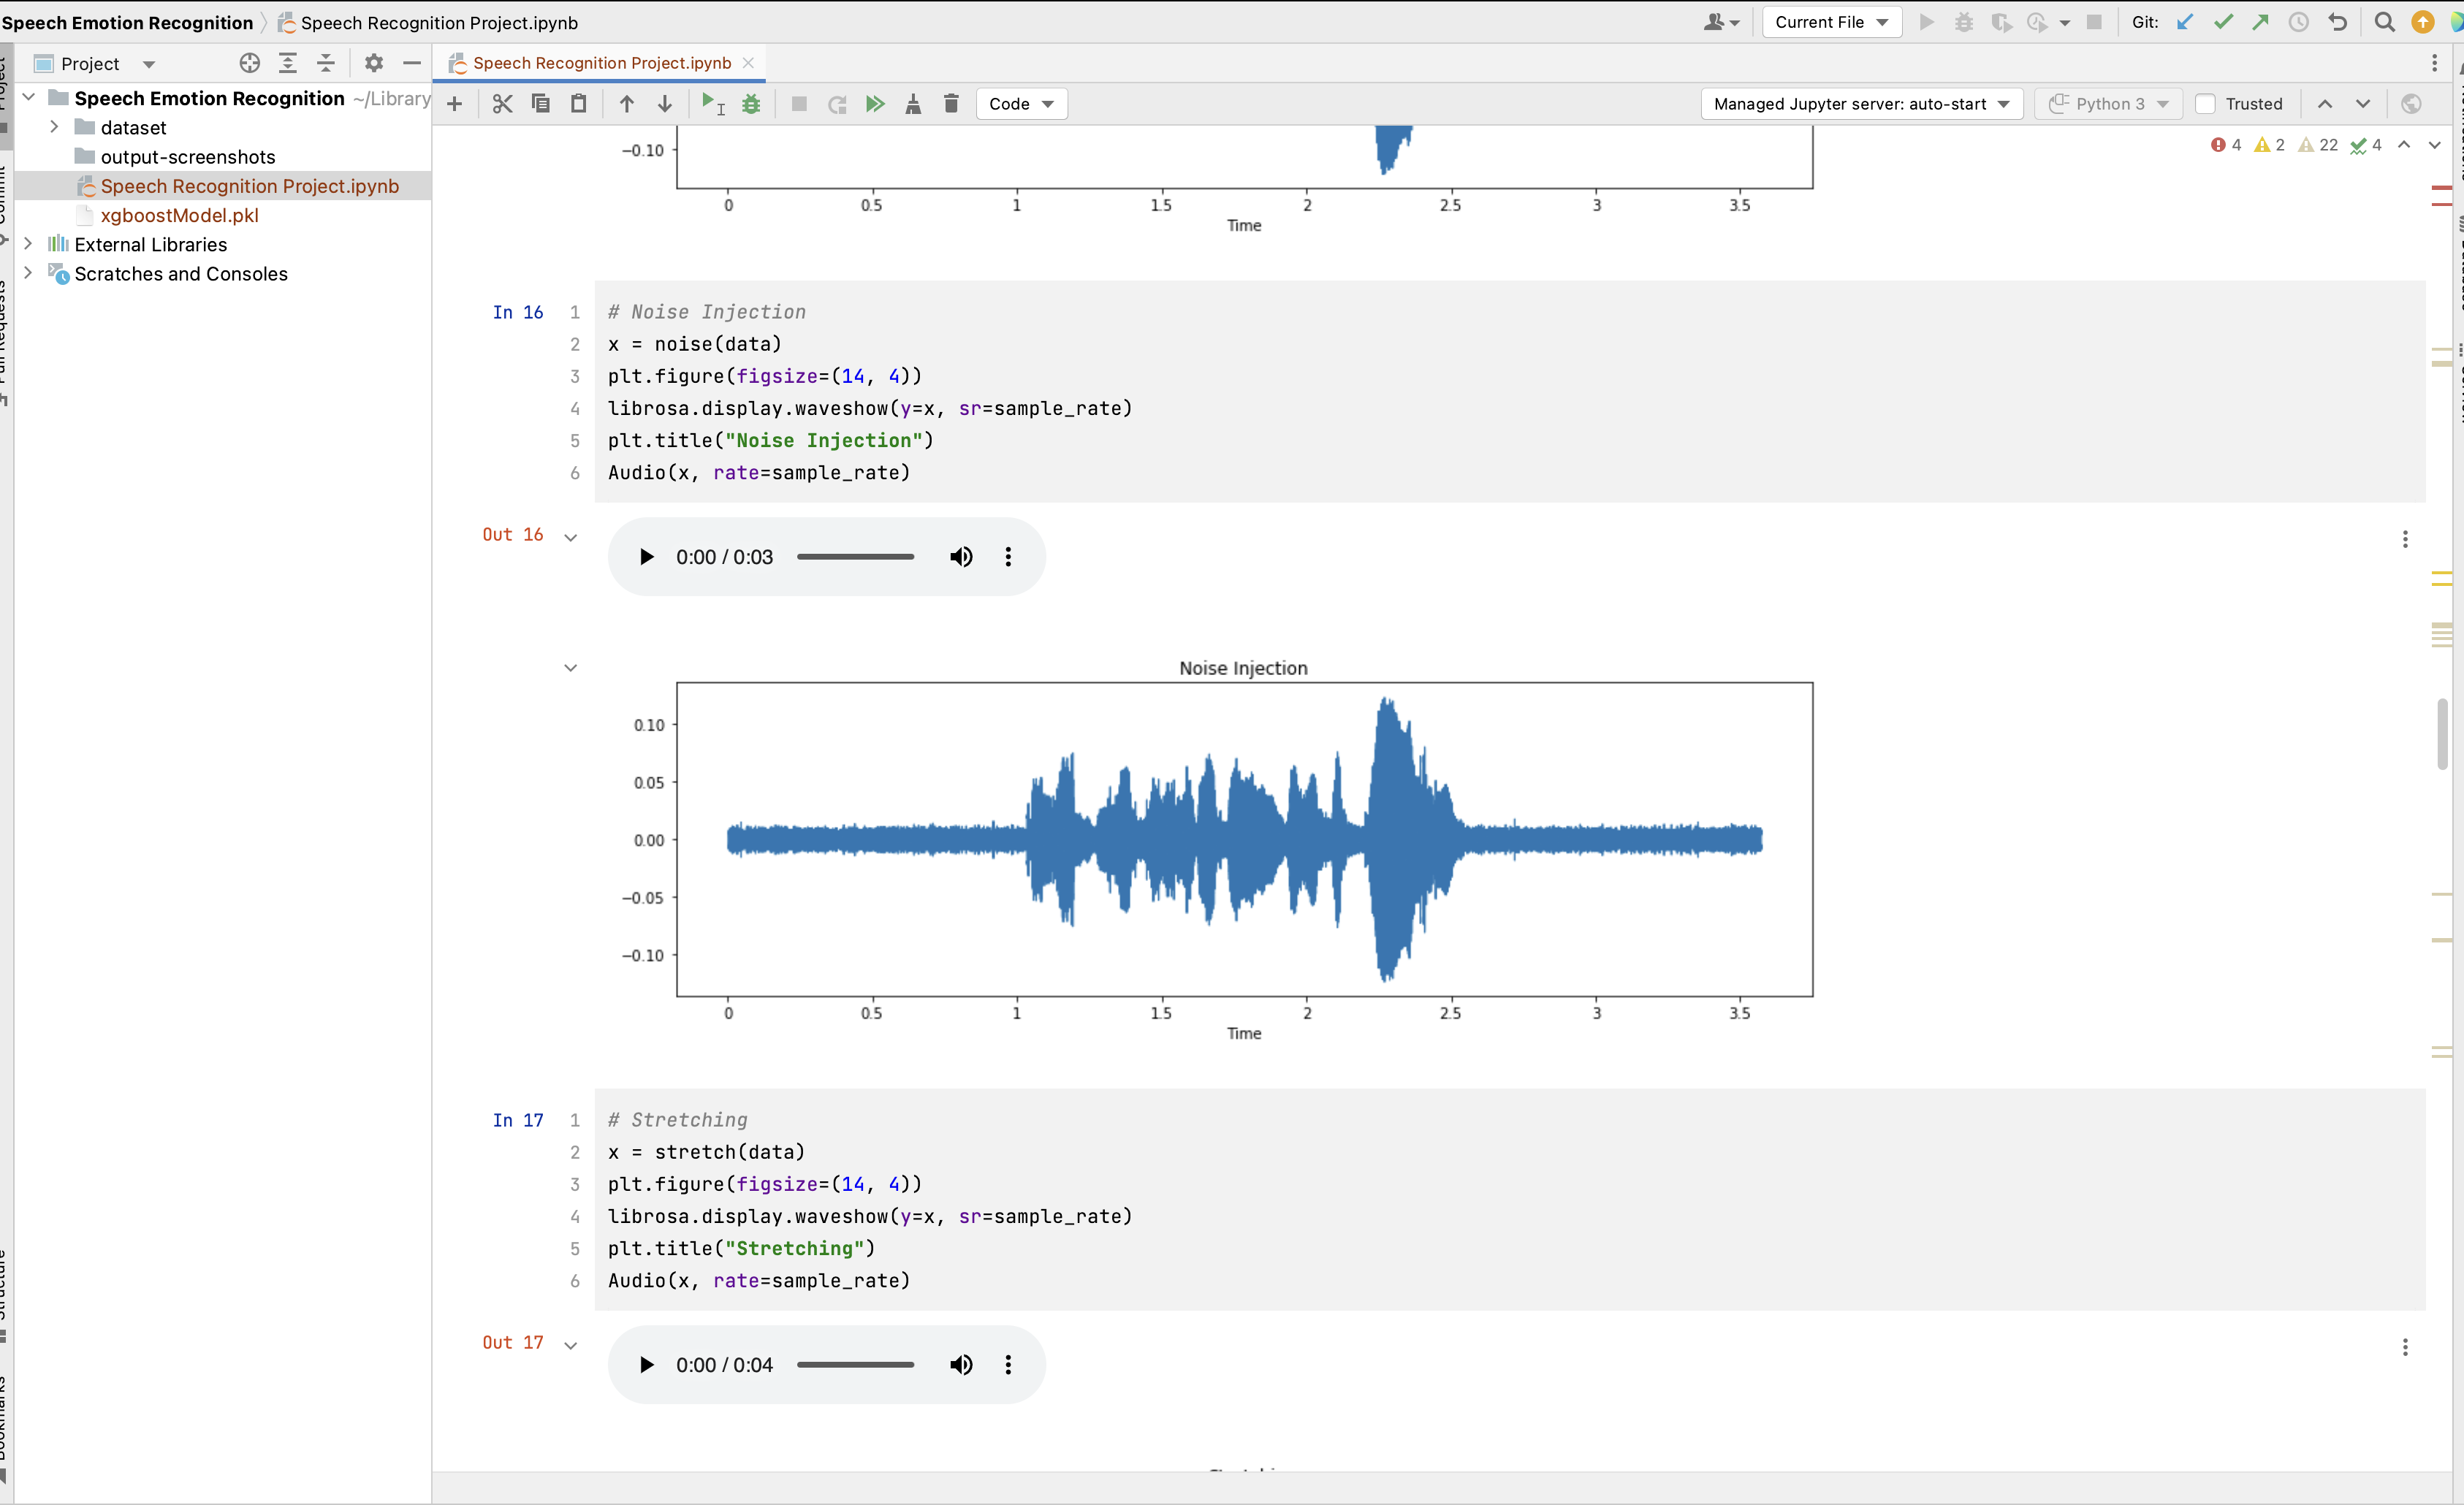 Speech Emotion Recognition Speech Recognition Project.ipynb
Current File
Git:
Project
Speech Recognition Project.ipynb
Speech Emotion Recognition ~/Library
dataset
output-screenshots
Speech Recognition Project.ipynb
xgboostModel.pkl
External Libraries
Scratches and Consoles
Commit
Pull Requests
Structure
Bookmarks
Code
Managed Jupyter server: auto-start
Python 3
Trusted
4 2 22 4
−0.10
0 0.5 1 1.5 2 2.5 3 3.5
Time
In 16
1 # Noise Injection
2 x = noise(data)
3 plt.figure(figsize=(14, 4))
4 librosa.display.waveshow(y=x, sr=sample_rate)
5 plt.title("Noise Injection")
6 Audio(x, rate=sample_rate)
Out 16
0:00 / 0:03
Noise Injection
0.10
0.05
0.00
−0.05
−0.10
0 0.5 1 1.5 2 2.5 3 3.5
Time
In 17
1 # Stretching
2 x = stretch(data)
3 plt.figure(figsize=(14, 4))
4 librosa.display.waveshow(y=x, sr=sample_rate)
5 plt.title("Stretching")
6 Audio(x, rate=sample_rate)
Out 17
0:00 / 0:04